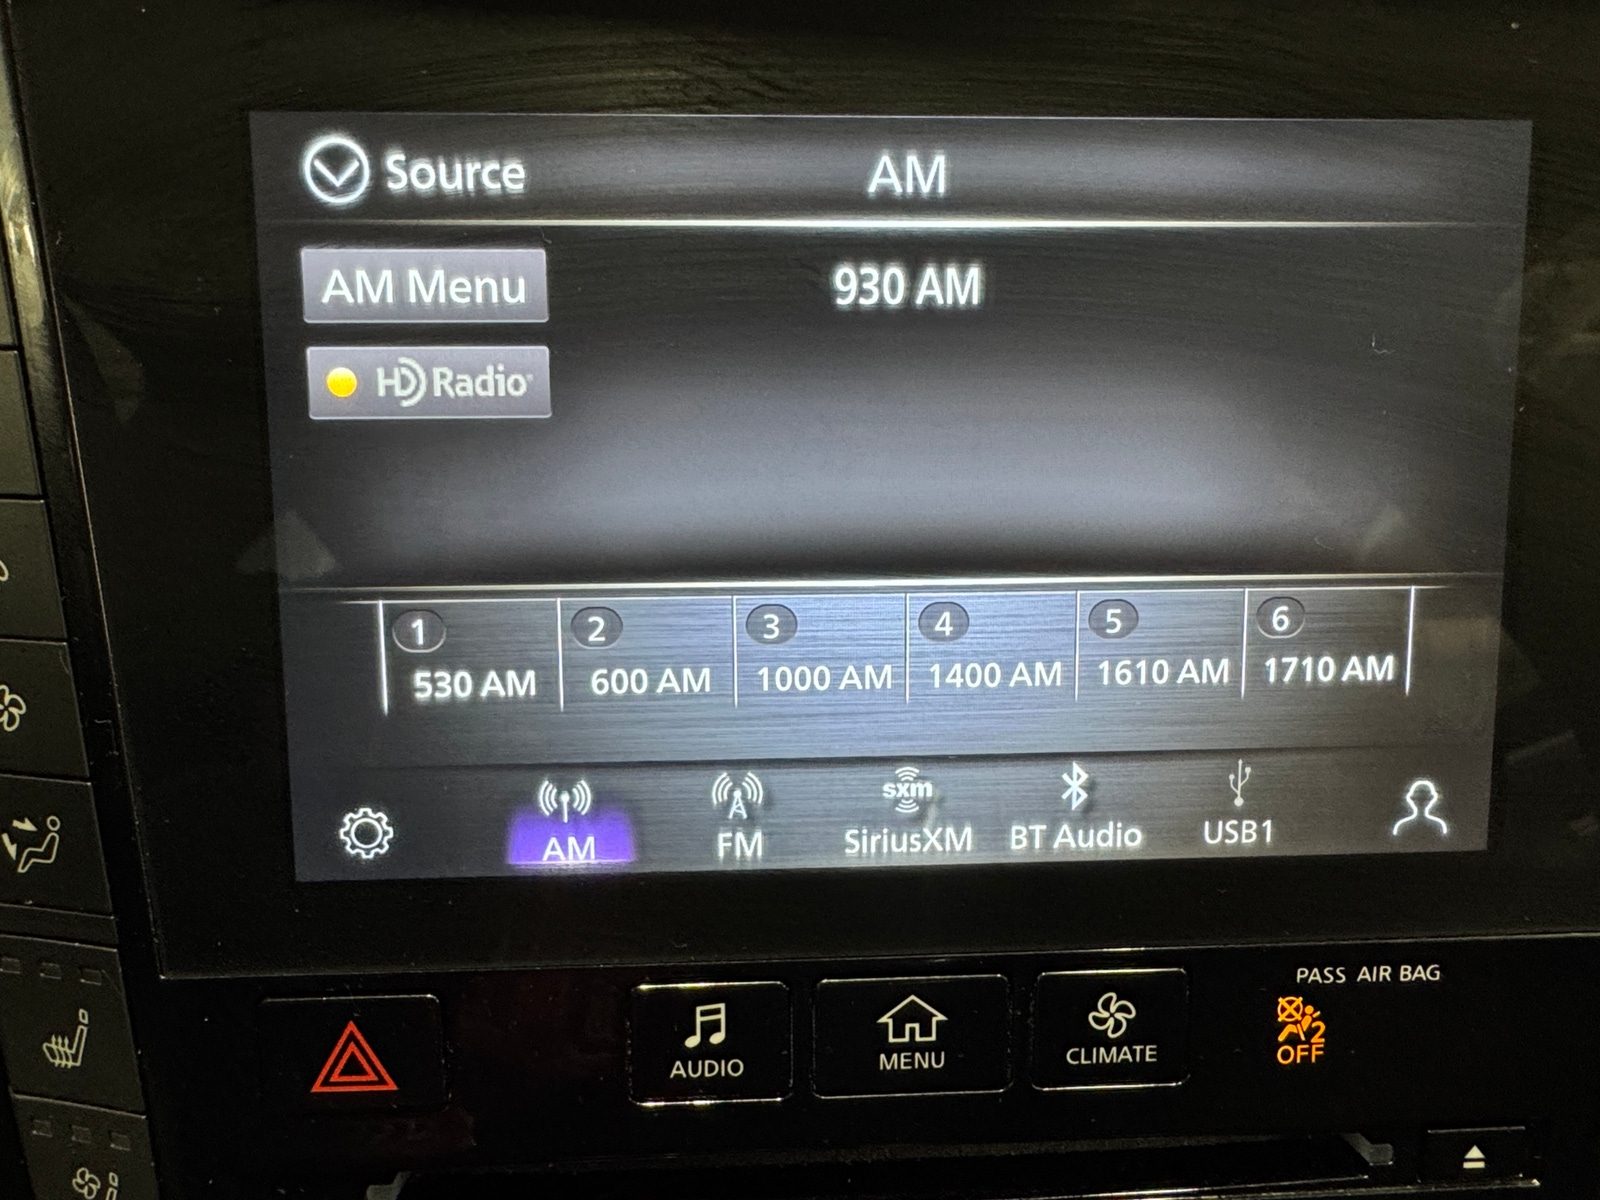 Source
AM
AM Menu
930 AM
HD Radio
1 2 3 4 5 6
530 AM 600 AM 1000 AM 1400 AM 1610 AM 1710 AM
sxm
AM FM SiriusXM BT Audio USB1
PASS AIR BAG
2
OFF
AUDIO MENU CLIMATE